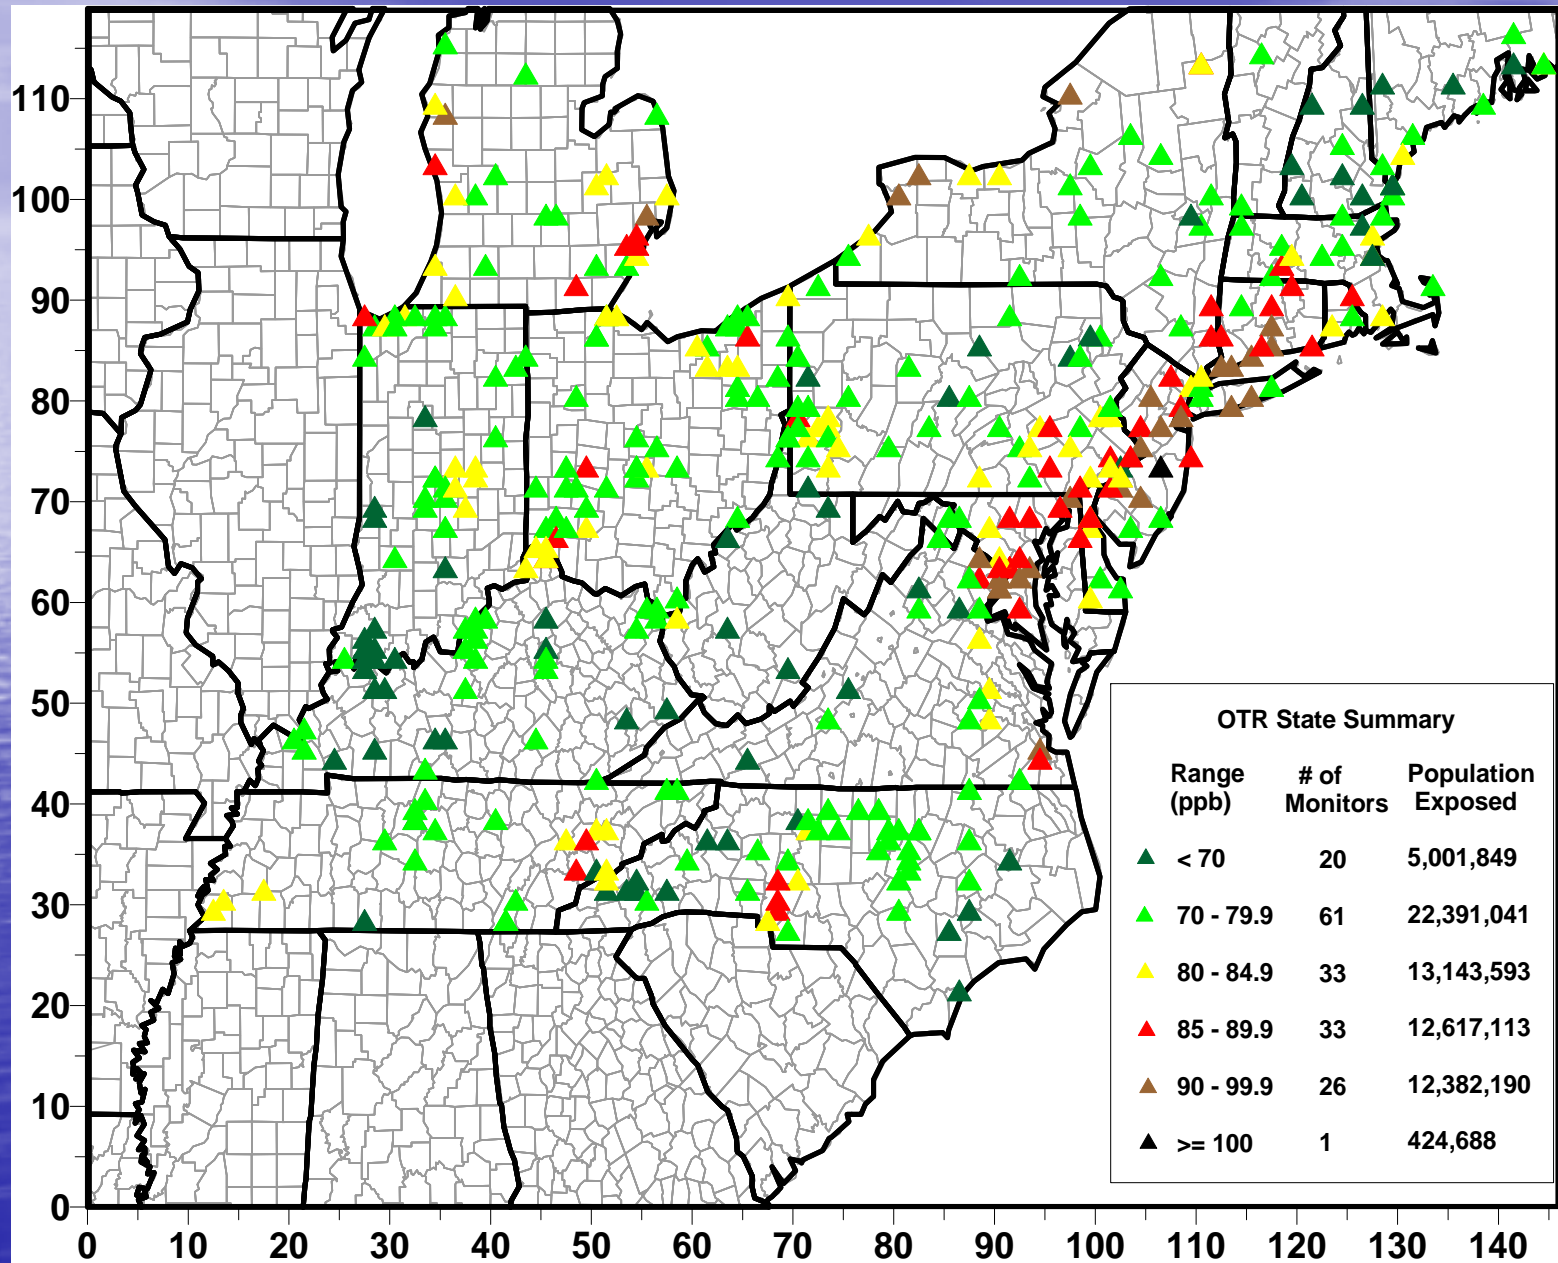 110
100
90
80
70
60
50
40
30
20
10
0
0 10 20 30 40 50 60 70 80 90 100 110 120 130 140
OTR State Summary
Range (ppb) # of Monitors Population Exposed
< 70 20 5,001,849
70 - 79.9 61 22,391,041
80 - 84.9 33 13,143,593
85 - 89.9 33 12,617,113
90 - 99.9 26 12,382,190
>= 100 1 424,688